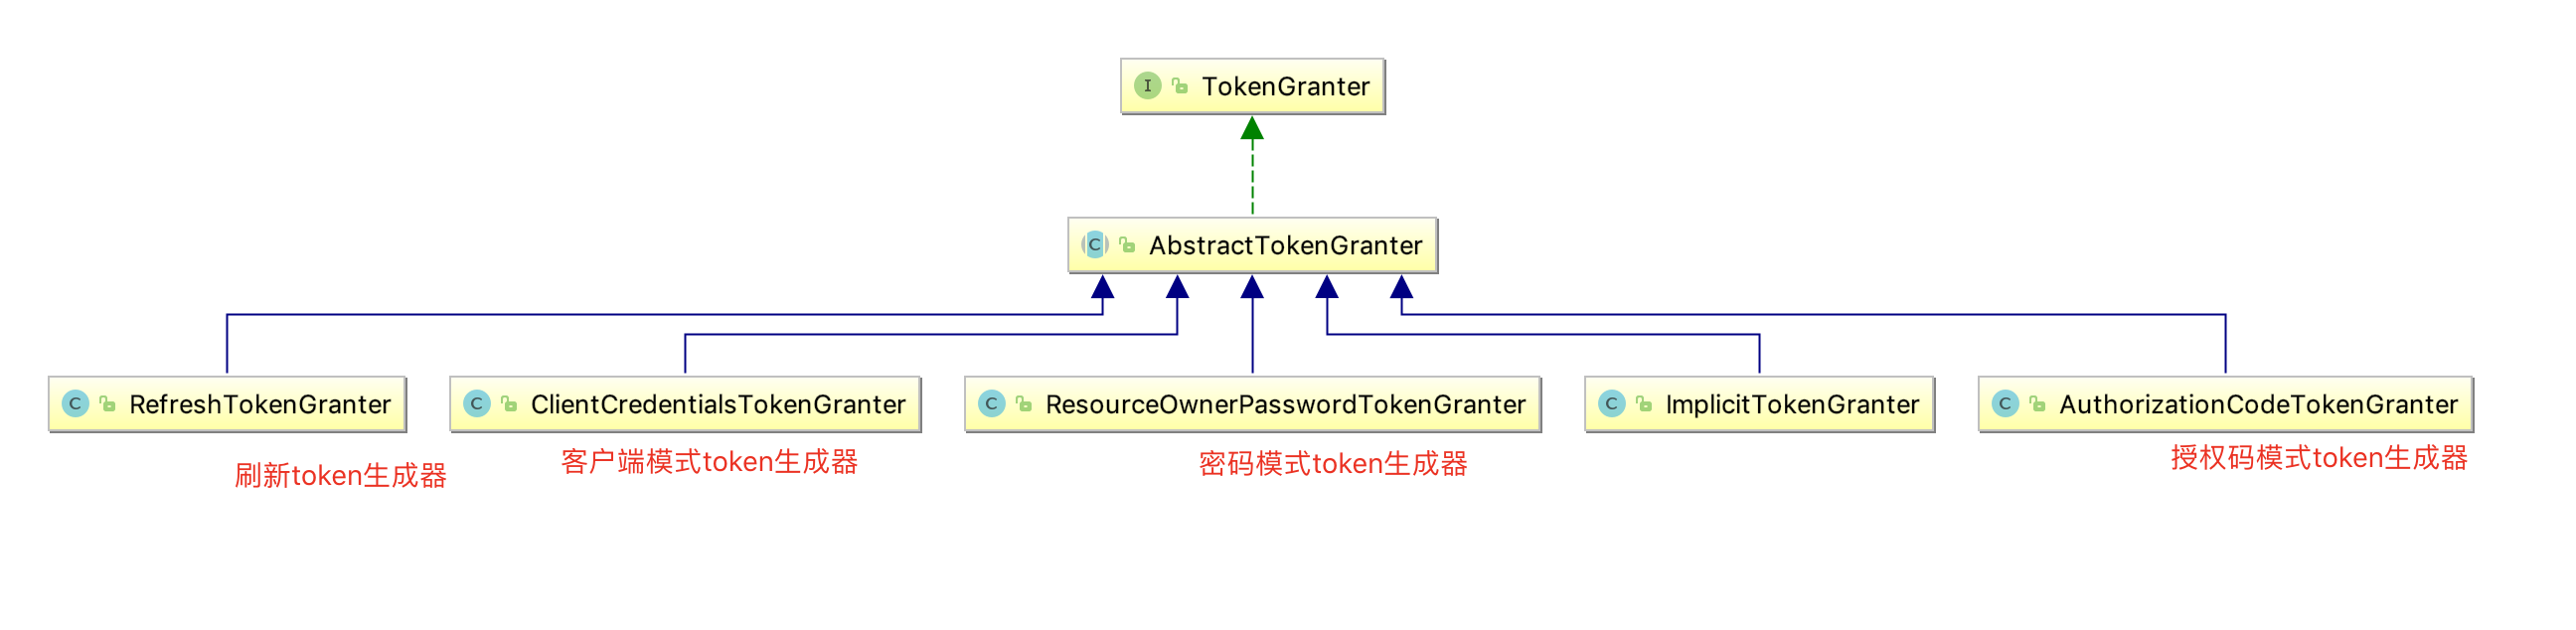 I TokenGranter
C AbstractTokenGranter
C RefreshTokenGranter
C ClientCredentialsTokenGranter
C ResourceOwnerPasswordTokenGranter
C ImplicitTokenGranter
C AuthorizationCodeTokenGranter
刷新token生成器
客户端模式token生成器
密码模式token生成器
授权码模式token生成器